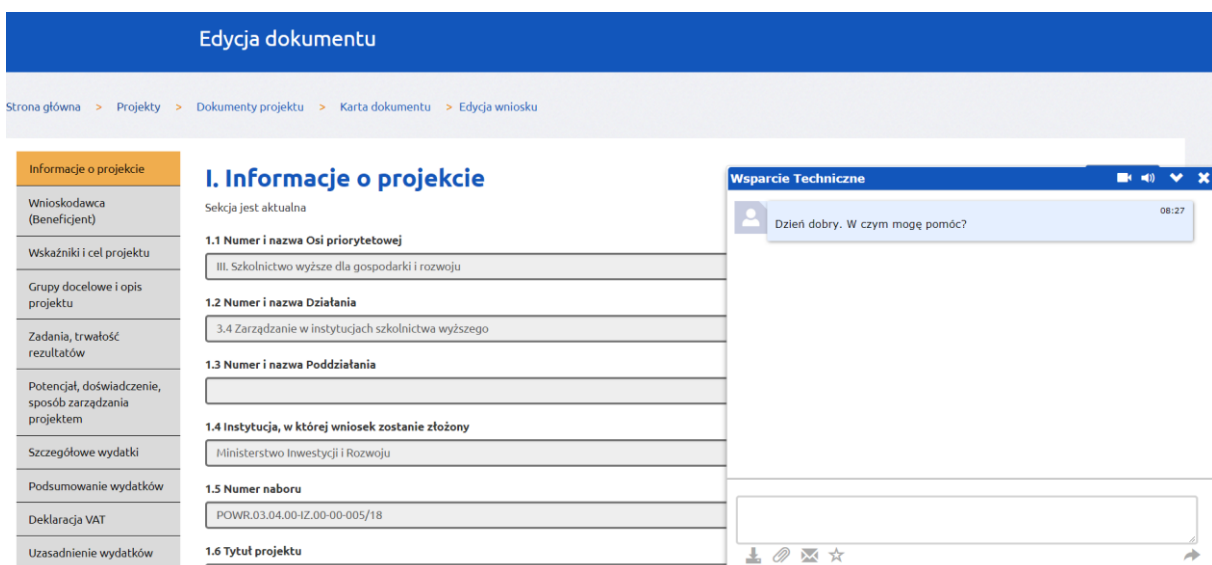 Edycja dokumentu
Strona główna > Projekty > Dokumenty projektu > Karta dokumentu > Edycja wniosku
Informacje o projekcie
Wnioskodawca
(Beneficjent)
Wskaźniki i cel projektu
Grupy docelowe i opis
projektu
Zadania, trwałość
rezultatów
Potencjał, doświadczenie,
sposób zarządzania
projektem
Szczegółowe wydatki
Podsumowanie wydatków
Deklaracja VAT
Uzasadnienie wydatków
I. Informacje o projekcie
Sekcja jest aktualna
1.1 Numer i nazwa Osi priorytetowej
III. Szkolnictwo wyższe dla gospodarki i rozwoju
1.2 Numer i nazwa Działania
3.4 Zarządzanie w instytucjach szkolnictwa wyższego
1.3 Numer i nazwa Poddziałania
1.4 Instytucja, w której wniosek zostanie złożony
Ministerstwo Inwestycji i Rozwoju
1.5 Numer naboru
POWR.03.04.00-IZ.00-00-005/18
1.6 Tytuł projektu
Wsparcie Techniczne
08:27
Dzień dobry. W czym mogę pomóc?